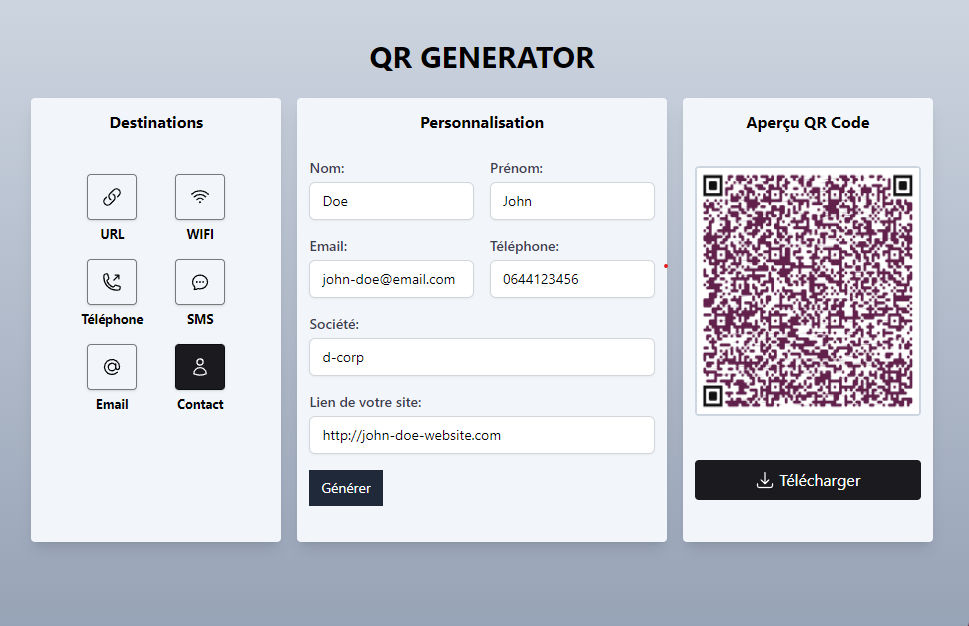 QR GENERATOR
Destinations
URL
WIFI
Téléphone
SMS
Email
Contact
Personnalisation
Nom:
Prénom:
Doe
John
Email:
Téléphone:
john-doe@email.com
0644123456
Société:
d-corp
Lien de votre site:
http://john-doe-website.com
Générer
Aperçu QR Code
Télécharger